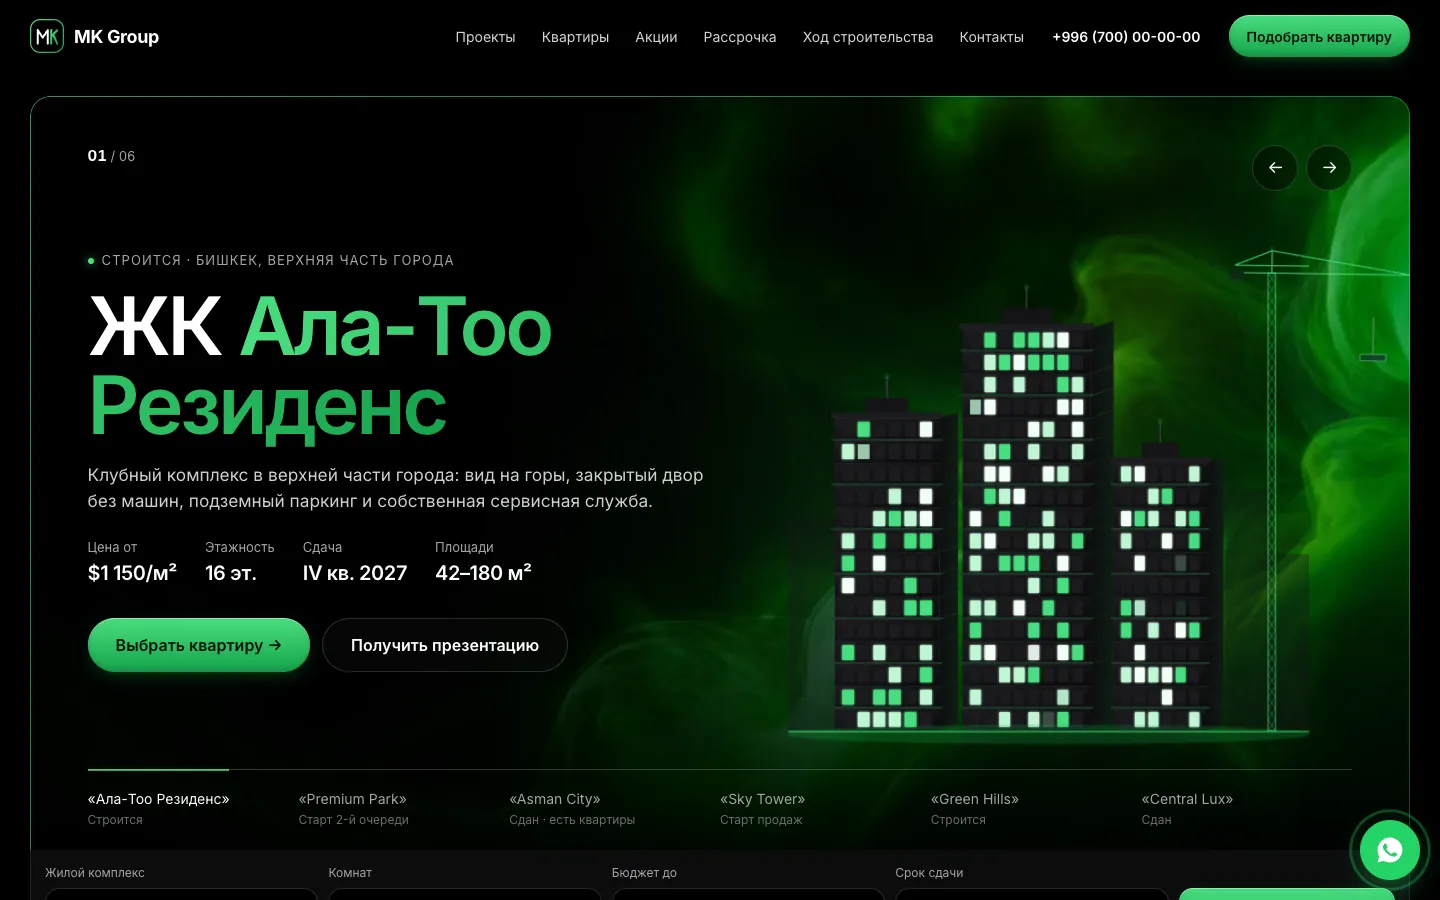 MK MK Group
Проекты Квартиры Акции Рассрочка Ход строительства Контакты +996 (700) 00-00-00 Подобрать квартиру
01 / 06
← →
СТРОИТСЯ · БИШКЕК, ВЕРХНЯЯ ЧАСТЬ ГОРОДА
ЖК Ала-Тоо
Резиденс
Клубный комплекс в верхней части города: вид на горы, закрытый двор
без машин, подземный паркинг и собственная сервисная служба.
Цена от Этажность Сдача Площади
$1 150/м² 16 эт. IV кв. 2027 42–180 м²
Выбрать квартиру → Получить презентацию
«Ала-Тоо Резиденс» «Premium Park» «Asman City» «Sky Tower» «Green Hills» «Central Lux»
Строится Старт 2-й очереди Сдан · есть квартиры Старт продаж Строится Сдан
Жилой комплекс Комнат Бюджет до Срок сдачи